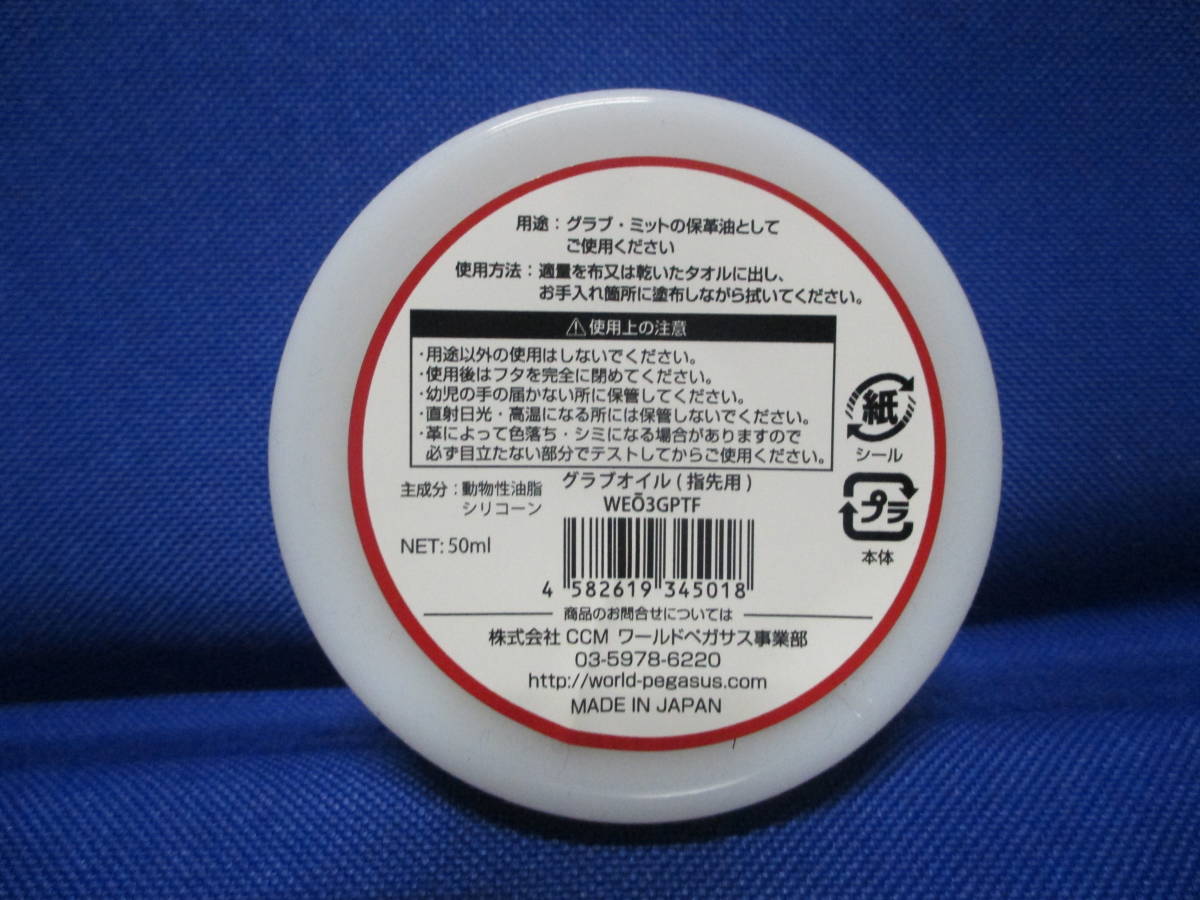 用途：グラブ・ミットの保革油として
ご使用ください
使用方法：適量を布又は乾いたタオルに出し、
お手入れ箇所に塗布しながら拭いてください。
⚠使用上の注意
・用途以外の使用はしないでください。
・使用後はフタを完全に閉めてください。
・幼児の手の届かない所に保管してください。
・直射日光・高温になる所には保管しないでください。
・革によって色落ち・シミになる場合がありますので
必ず目立たない部分でテストしてからご使用ください。
紙
シール
プラ
本体
主成分：動物性油脂
シリコーン
NET: 50ml
グラブオイル(指先用)
WEŌ3GPTF
4 582619 345018
商品のお問合せについては
株式会社 CCM ワールドペガサス事業部
03-5978-6220
http://world-pegasus.com
MADE IN JAPAN